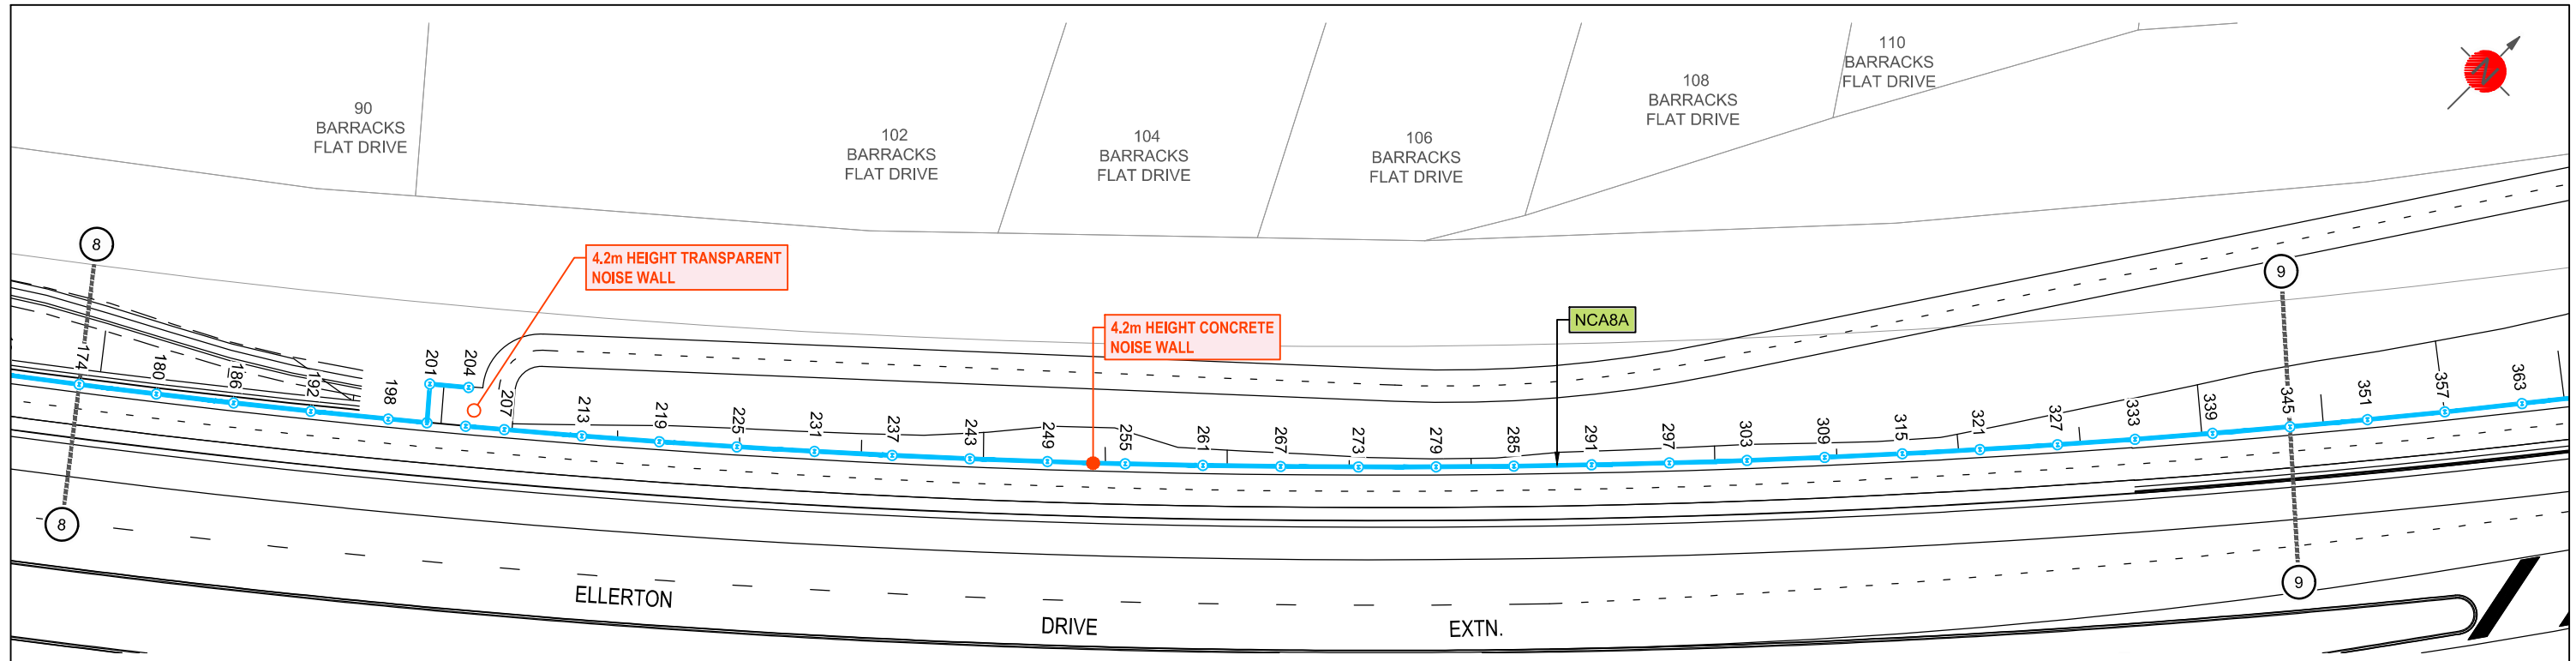 90
BARRACKS
FLAT DRIVE
102
BARRACKS
FLAT DRIVE
104
BARRACKS
FLAT DRIVE
106
BARRACKS
FLAT DRIVE
108
BARRACKS
FLAT DRIVE
110
BARRACKS
FLAT DRIVE
N
8
4.2m HEIGHT TRANSPARENT
NOISE WALL
4.2m HEIGHT CONCRETE
NOISE WALL
NCA8A
9
174
180
186
192
198
201
204
207
213
219
225
231
237
243
249
255
261
267
273
279
285
291
297
303
309
315
321
327
333
339
345
351
357
363
8
9
ELLERTON
DRIVE
EXTN.